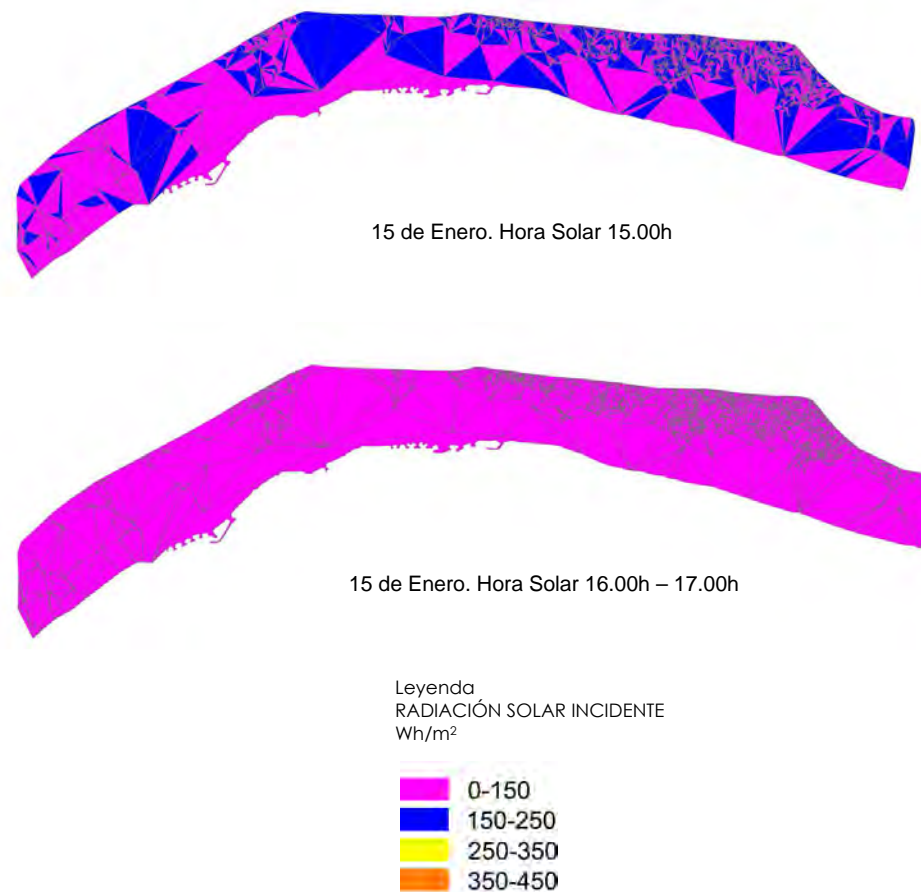 15 de Enero. Hora Solar 15.00h
15 de Enero. Hora Solar 16.00h – 17.00h
Leyenda
RADIACIÓN SOLAR INCIDENTE
Wh/m²
0-150
150-250
250-350
350-450